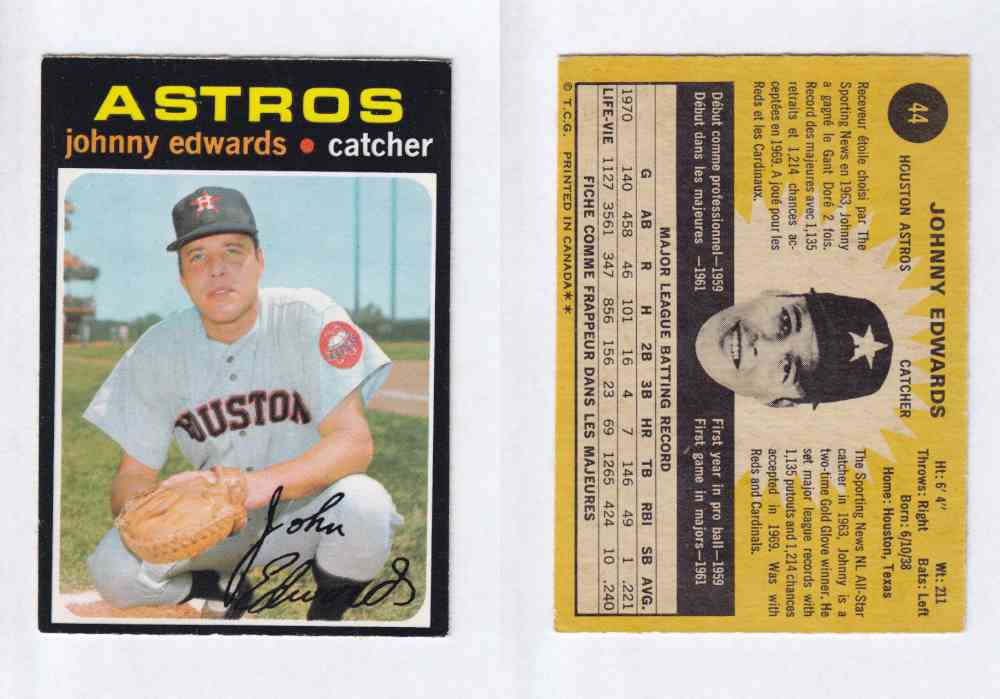 ASTROS
johnny edwards • catcher
HOUSTON
John
Edwards
44
JOHNNY EDWARDS
HOUSTON ASTROS CATCHER
Ht: 6' 4" Wt: 211
Throws: Right Bats: Left
Born: 6/10/38
Home: Houston, Texas
Receveur étoile choisi par The
Sporting News en 1963, Johnny
a gagné le Gant Doré 2 fois.
Record des majeures avec 1,135
retraits et 1,214 chances ac-
ceptées en 1969. A joué pour les
Reds et les Cardinaux.
The Sporting News NL All-Star
catcher in 1963, Johnny is a
two-time Gold Glove winner. He
set major league records with
1,135 putouts and 1,214 chances
accepted in 1969. Was with
Reds and Cardinals.
Début comme professionnel—1959
Début dans les majeures —1961
First year in pro ball—1959
First game in majors—1961
MAJOR LEAGUE BATTING RECORD
G AB R H 2B 3B HR TB RBI SB AVG.
1970 140 458 46 101 16 4 7 146 49 1 .221
LIFE-VIE 1127 3561 347 856 156 23 69 1265 424 10 .240
FICHE COMME FRAPPEUR DANS LES MAJEURES
© T.C.G. PRINTED IN CANADA**